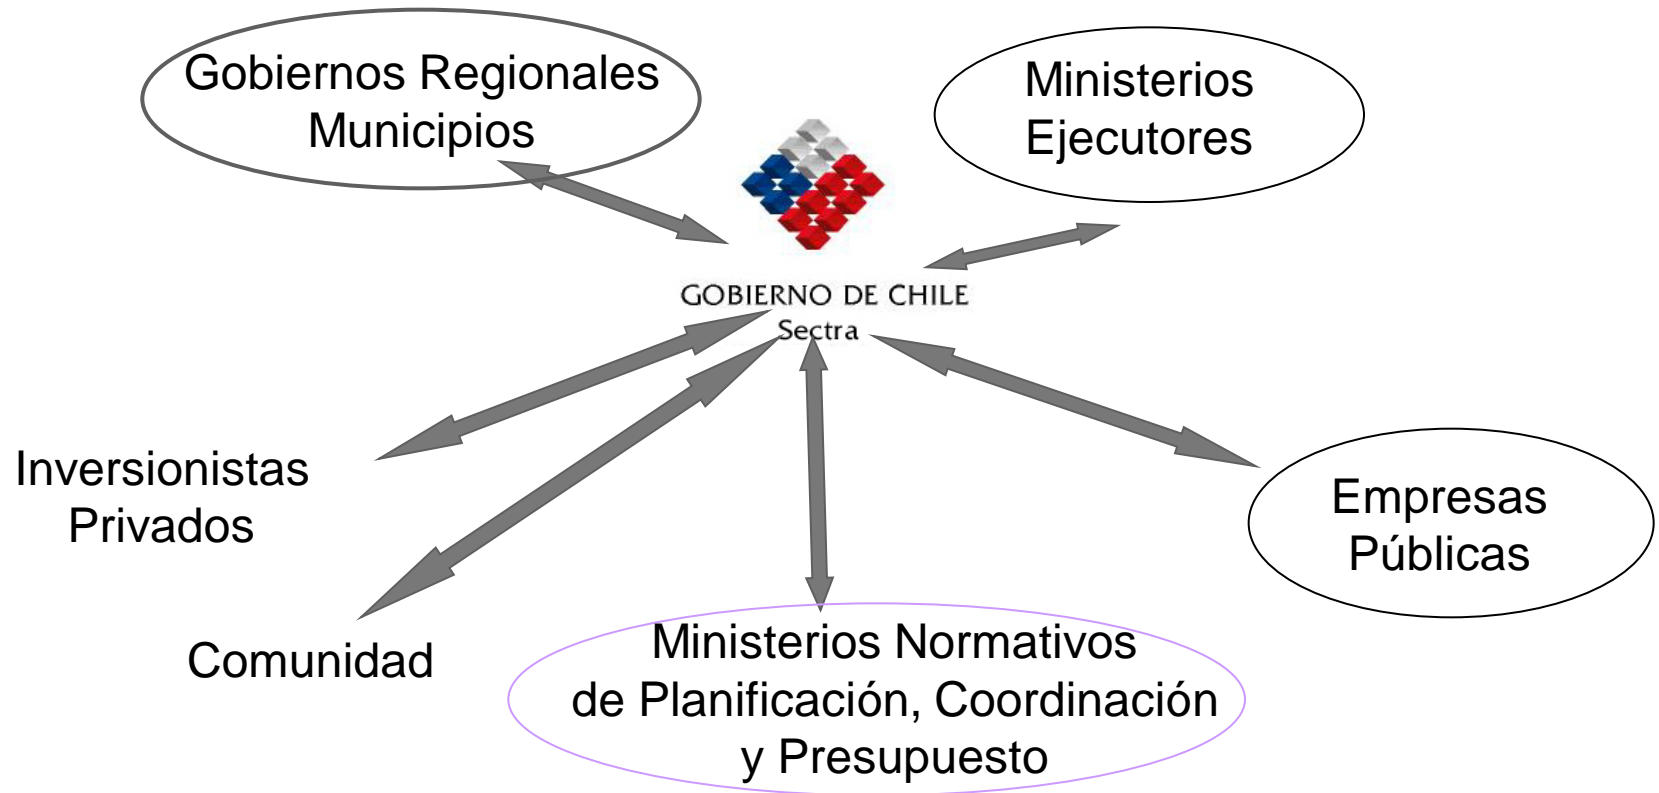 Gobiernos Regionales
Municipios
Ministerios
Ejecutores
GOBIERNO DE CHILE
Sectra
Inversionistas
Privados
Empresas
Públicas
Comunidad
Ministerios Normativos
de Planificación, Coordinación
y Presupuesto